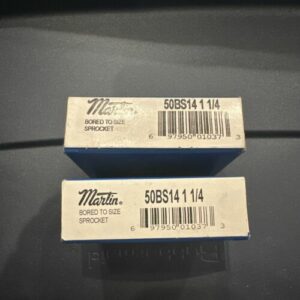 Martin®
BORED TO SIZE
SPROCKET
50BS14 1 1/4
6 97950 01037 3
Martin®
BORED TO SIZE
SPROCKET
50BS14 1 1/4
6 97950 01037 3